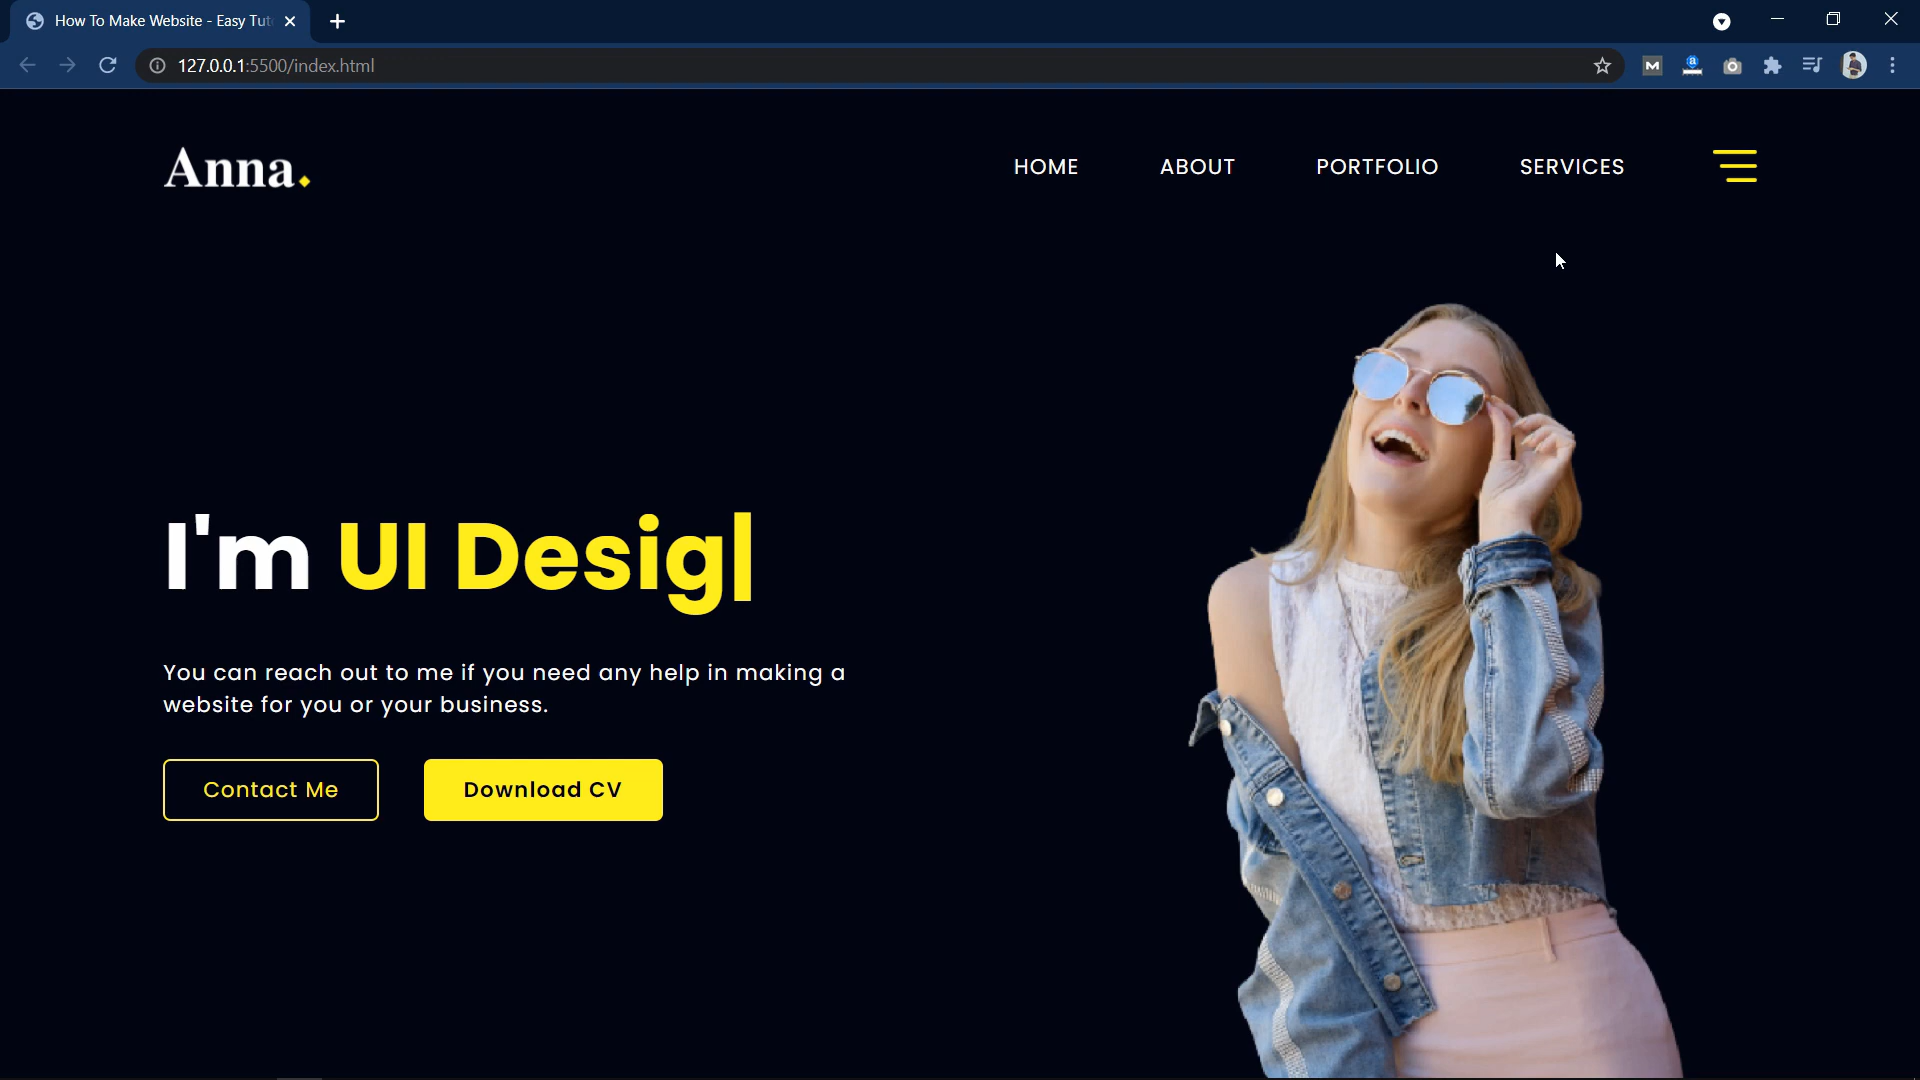 How To Make Website - Easy Tut
127.0.0.1:5500/index.html
Anna.
HOME
ABOUT
PORTFOLIO
SERVICES
I'm UI Desig|
You can reach out to me if you need any help in making a
website for you or your business.
Contact Me
Download CV